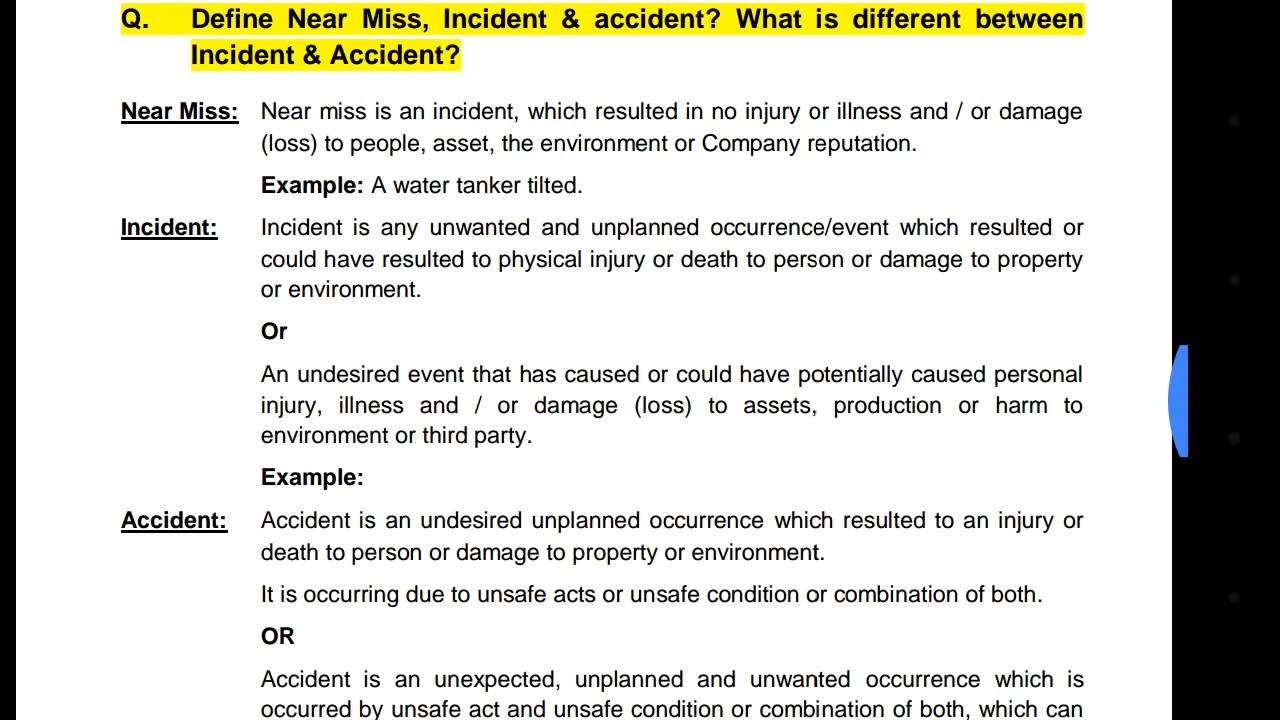 Q. Define Near Miss, Incident & accident? What is different between
Incident & Accident?
Near Miss: Near miss is an incident, which resulted in no injury or illness and / or damage
(loss) to people, asset, the environment or Company reputation.
Example: A water tanker tilted.
Incident: Incident is any unwanted and unplanned occurrence/event which resulted or
could have resulted to physical injury or death to person or damage to property
or environment.
Or
An undesired event that has caused or could have potentially caused personal
injury, illness and / or damage (loss) to assets, production or harm to
environment or third party.
Example:
Accident: Accident is an undesired unplanned occurrence which resulted to an injury or
death to person or damage to property or environment.
It is occurring due to unsafe acts or unsafe condition or combination of both.
OR
Accident is an unexpected, unplanned and unwanted occurrence which is
occurred by unsafe act and unsafe condition or combination of both, which can